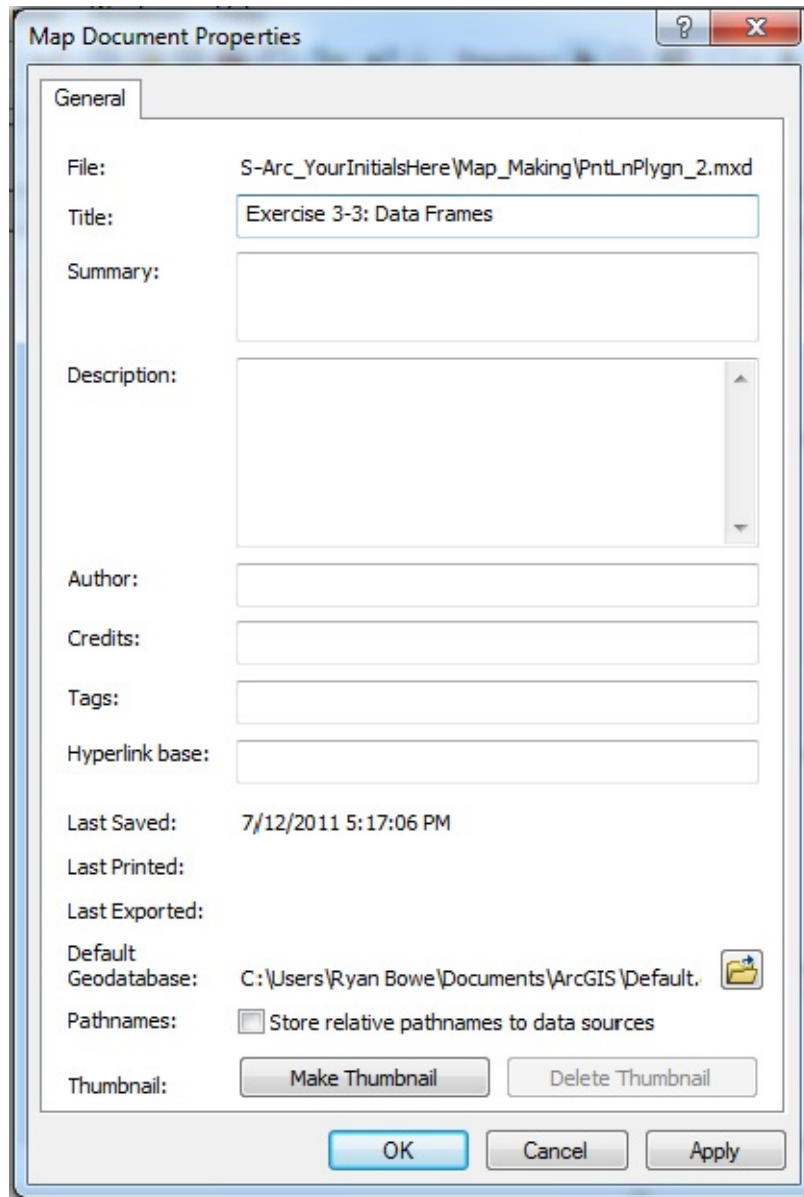 Map Document Properties
General
File: S-Arc_YourInitialsHere\Map_Making\PntLnPlygn_2.mxd
Title: Exercise 3-3: Data Frames
Summary:
Description:
Author:
Credits:
Tags:
Hyperlink base:
Last Saved: 7/12/2011 5:17:06 PM
Last Printed:
Last Exported:
Default
Geodatabase: C:\Users\Ryan Bowe\Documents\ArcGIS\Default.
Pathnames: Store relative pathnames to data sources
Thumbnail: Make Thumbnail Delete Thumbnail
OK Cancel Apply